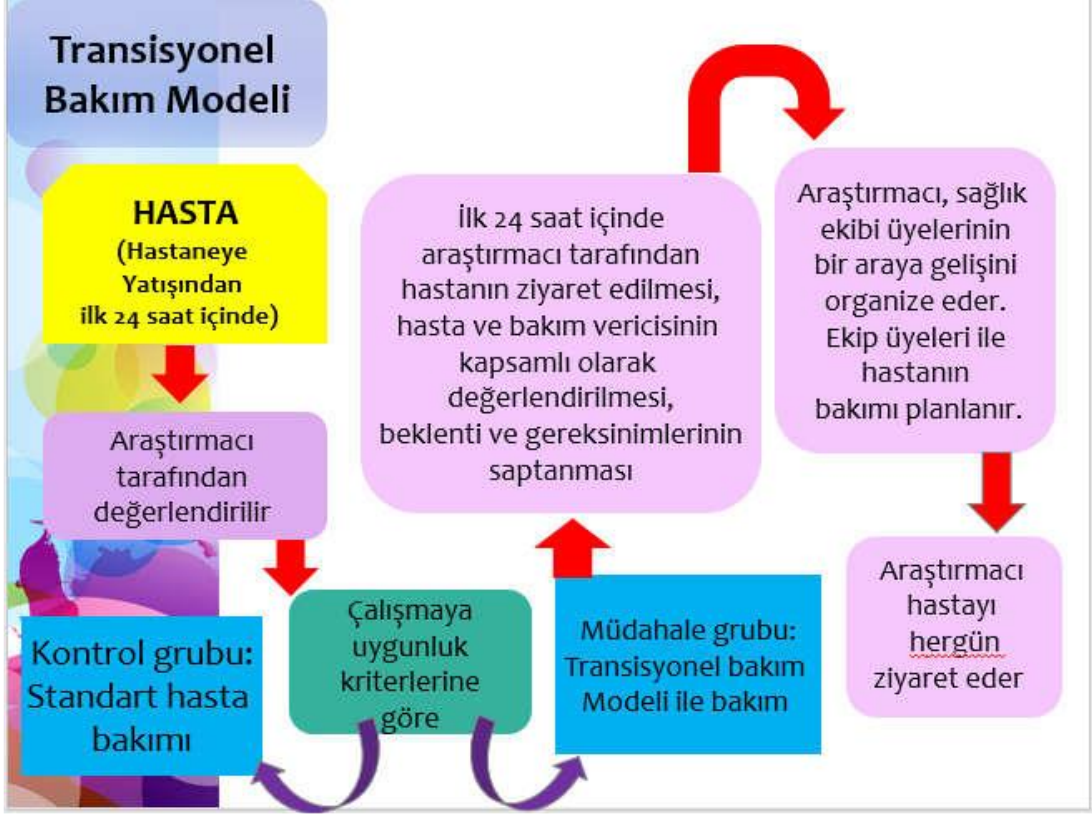 Transisyonel
Bakım Modeli
HASTA
(Hastaneye
Yatışından
ilk 24 saat içinde)
Araştırmacı
tarafından
değerlendirilir
Çalışmaya
uygunluk
kriterlerine
göre
Kontrol grubu:
Standart hasta
bakımı
Müdahale grubu:
Transisyonel bakım
Modeli ile bakım
İlk 24 saat içinde
araştırmacı tarafından
hastanın ziyaret edilmesi,
hasta ve bakım vericisinin
kapsamlı olarak
değerlendirilmesi,
beklenti ve gereksinimlerinin
saptanması
Araştırmacı, sağlık
ekibi üyelerinin
bir araya gelişini
organize eder.
Ekip üyeleri ile
hastanın
bakımı planlanır.
Araştırmacı
hastayı
hergün
ziyaret eder